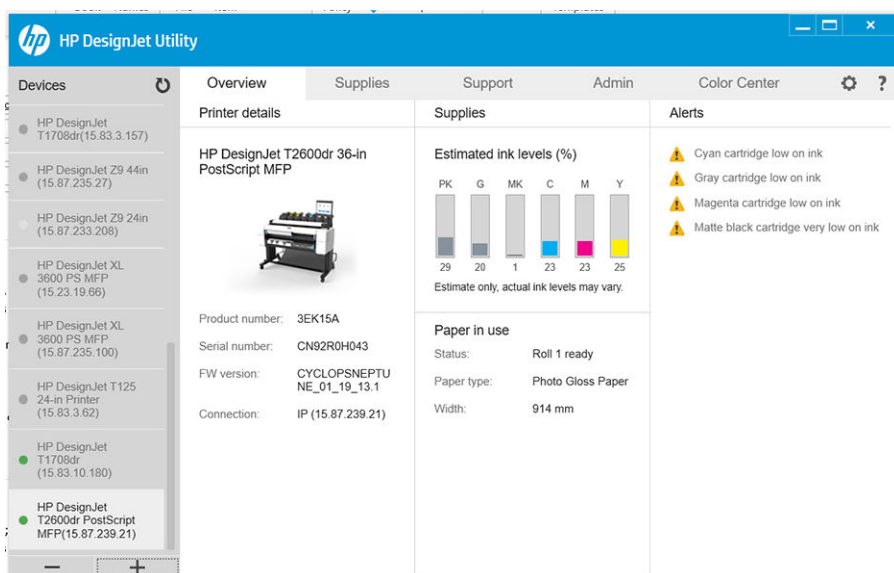 hp HP DesignJet Utility
Devices
HP DesignJet
T1708dr(15.83.3.157)
HP DesignJet Z9 44in
(15.87.235.27)
HP DesignJet Z9 24in
(15.87.233.208)
HP DesignJet XL
3600 PS MFP
(15.23.19.66)
HP DesignJet XL
3600 PS MFP
(15.87.235.100)
HP DesignJet T125
24-in Printer
(15.83.3.62)
HP DesignJet
T1708dr
(15.83.10.180)
HP DesignJet
T2600dr PostScript
MFP(15.87.239.21)
Overview Supplies Support Admin Color Center ?
Printer details
HP DesignJet T2600dr 36-in
PostScript MFP
Product number: 3EK15A
Serial number: CN92R0H043
FW version: CYCLOPSNEPTU
NE_01_19_13.1
Connection: IP (15.87.239.21)
Supplies
Estimated ink levels (%)
PK G MK C M Y
29 20 1 23 23 25
Estimate only, actual ink levels may vary.
Paper in use
Status: Roll 1 ready
Paper type: Photo Gloss Paper
Width: 914 mm
Alerts
Cyan cartridge low on ink
Gray cartridge low on ink
Magenta cartridge low on ink
Matte black cartridge very low on ink